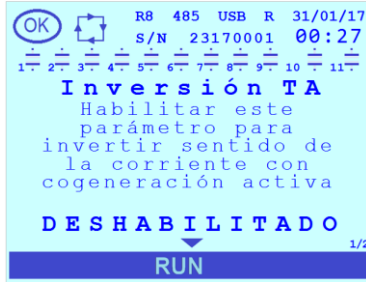 OK R8 485 USB R 31/01/17
S/N 23170001 00:27
1 2 3 4 5 6 7 8 9 10 11
Inversión TA
Habilitar este
parámetro para
invertir sentido de
la corriente con
cogeneración activa
DESHABILITADO
1/2
RUN